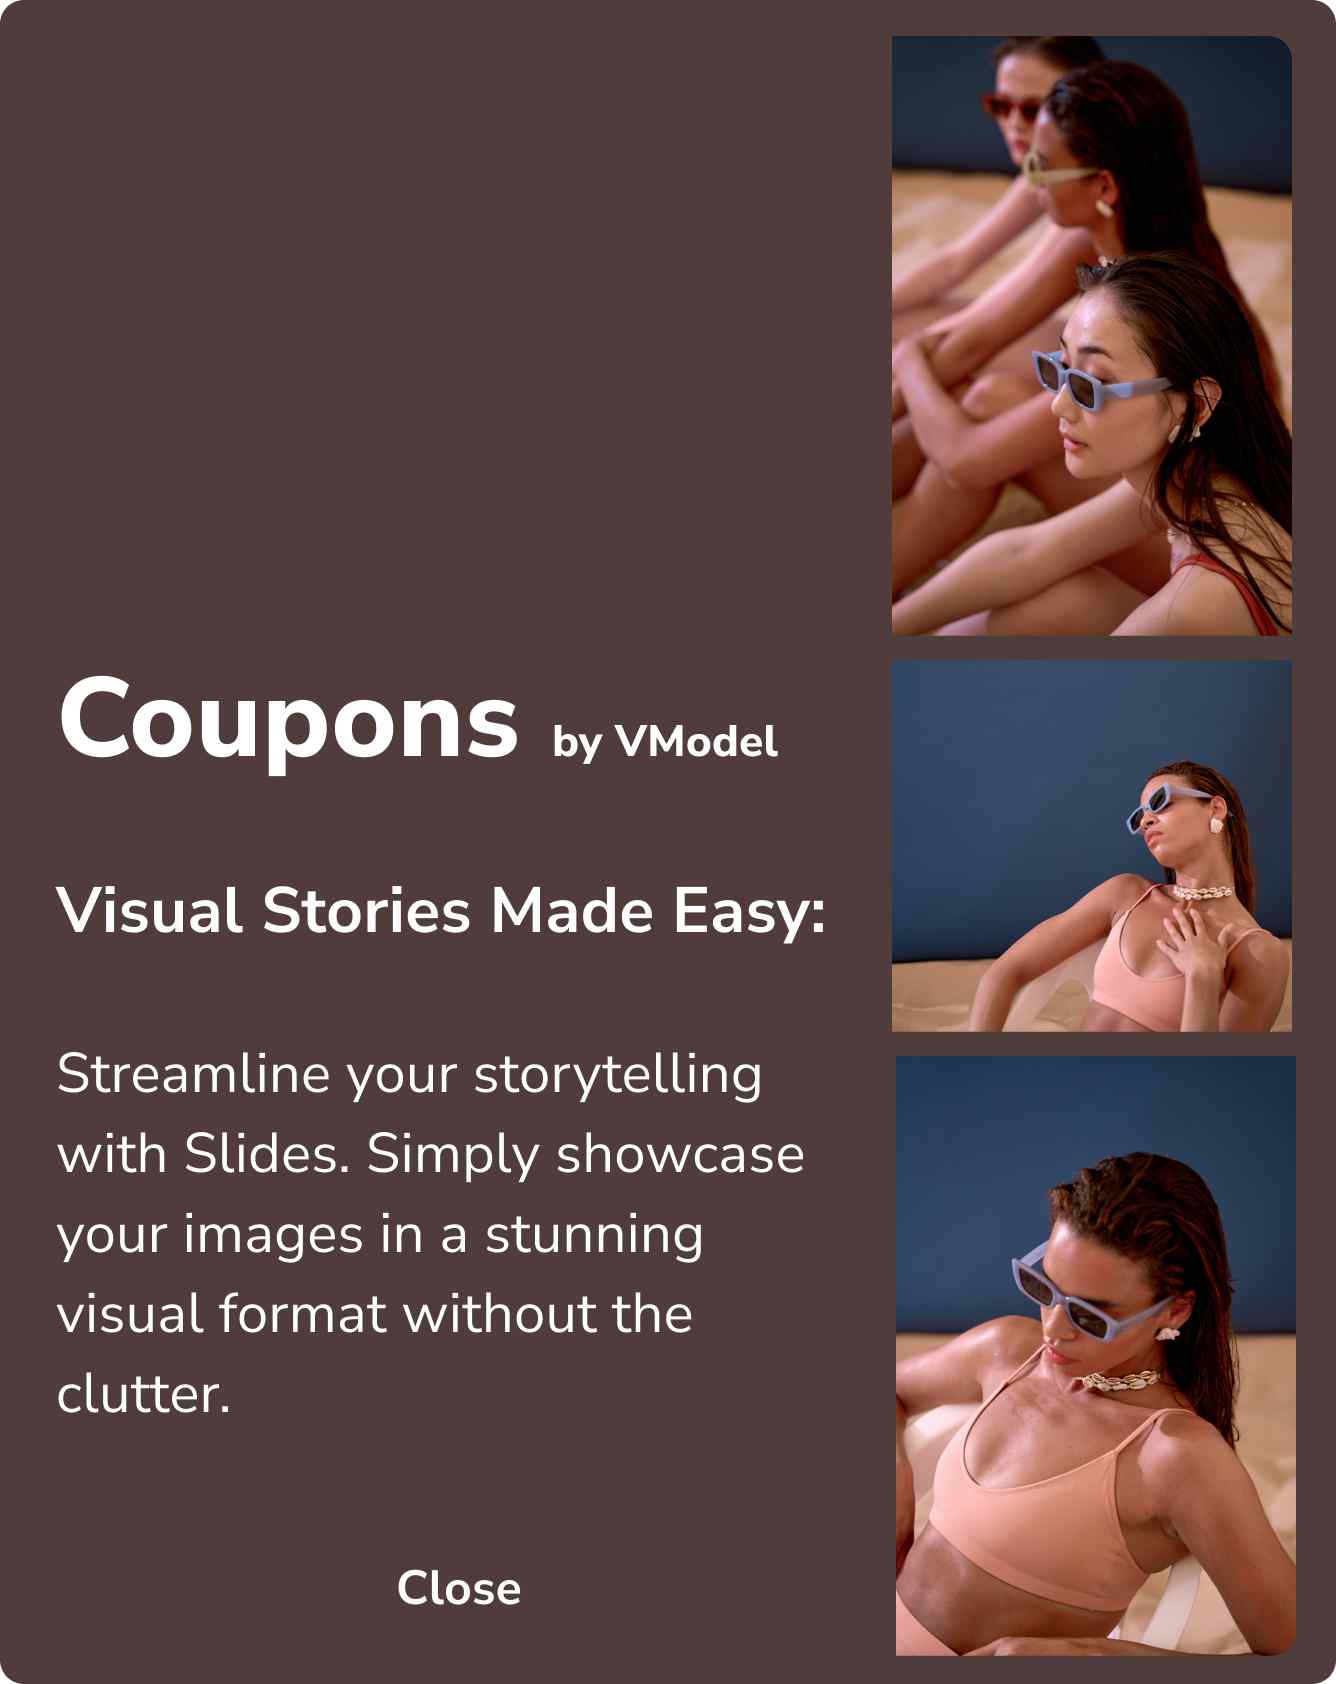 Coupons by VModel
Visual Stories Made Easy:
Streamline your storytelling
with Slides. Simply showcase
your images in a stunning
visual format without the
clutter.
Close